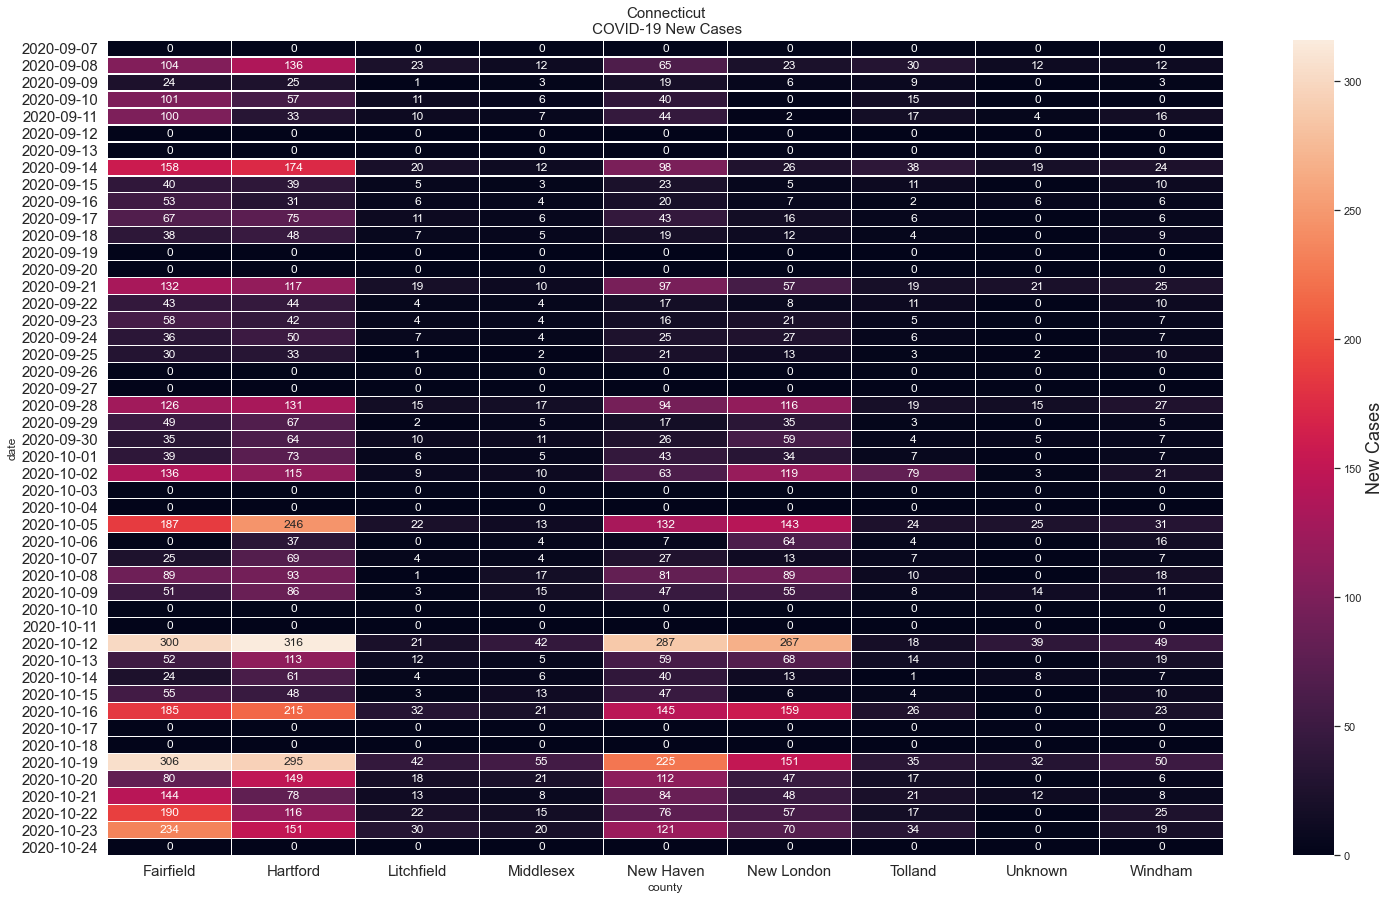 Connecticut
COVID-19 New Cases
2020-09-07 0 0 0 0 0 0 0 0 0
2020-09-08 104 136 23 12 65 23 30 12 12
2020-09-09 24 25 1 3 19 6 9 0 3
2020-09-10 101 57 11 6 40 0 15 0 0
2020-09-11 100 33 10 7 44 2 17 4 16
2020-09-12 0 0 0 0 0 0 0 0 0
2020-09-13 0 0 0 0 0 0 0 0 0
2020-09-14 158 174 20 12 98 26 38 19 24
2020-09-15 40 39 5 3 23 5 11 0 10
2020-09-16 53 31 6 4 20 7 2 6 6
2020-09-17 67 75 11 6 43 16 6 0 6
2020-09-18 38 48 7 5 19 12 4 0 9
2020-09-19 0 0 0 0 0 0 0 0 0
2020-09-20 0 0 0 0 0 0 0 0 0
2020-09-21 132 117 19 10 97 57 19 21 25
2020-09-22 43 44 4 4 17 8 11 0 10
2020-09-23 58 42 4 4 16 21 5 0 7
2020-09-24 36 50 7 4 25 27 6 0 7
2020-09-25 30 33 1 2 21 13 3 2 10
2020-09-26 0 0 0 0 0 0 0 0 0
2020-09-27 0 0 0 0 0 0 0 0 0
2020-09-28 126 131 15 17 94 116 19 15 27
2020-09-29 49 67 2 5 17 35 3 0 5
2020-09-30 35 64 10 11 26 59 4 5 7
2020-10-01 39 73 6 5 43 34 7 0 7
2020-10-02 136 115 9 10 63 119 79 3 21
2020-10-03 0 0 0 0 0 0 0 0 0
2020-10-04 0 0 0 0 0 0 0 0 0
2020-10-05 187 246 22 13 132 143 24 25 31
2020-10-06 0 37 0 4 7 64 4 0 16
2020-10-07 25 69 4 4 27 13 7 0 7
2020-10-08 89 93 1 17 81 89 10 0 18
2020-10-09 51 86 3 15 47 55 8 14 11
2020-10-10 0 0 0 0 0 0 0 0 0
2020-10-11 0 0 0 0 0 0 0 0 0
2020-10-12 300 316 21 42 287 267 18 39 49
2020-10-13 52 113 12 5 59 68 14 0 19
2020-10-14 24 61 4 6 40 13 1 8 7
2020-10-15 55 48 3 13 47 6 4 0 10
2020-10-16 185 215 32 21 145 159 26 0 23
2020-10-17 0 0 0 0 0 0 0 0 0
2020-10-18 0 0 0 0 0 0 0 0 0
2020-10-19 306 295 42 55 225 151 35 32 50
2020-10-20 80 149 18 21 112 47 17 0 6
2020-10-21 144 78 13 8 84 48 21 12 8
2020-10-22 190 116 22 15 76 57 17 0 25
2020-10-23 234 151 30 20 121 70 34 0 19
2020-10-24 0 0 0 0 0 0 0 0 0
Fairfield Hartford Litchfield Middlesex New Haven New London Tolland Unknown Windham
county
date
300
250
200
150
100
50
0
New Cases